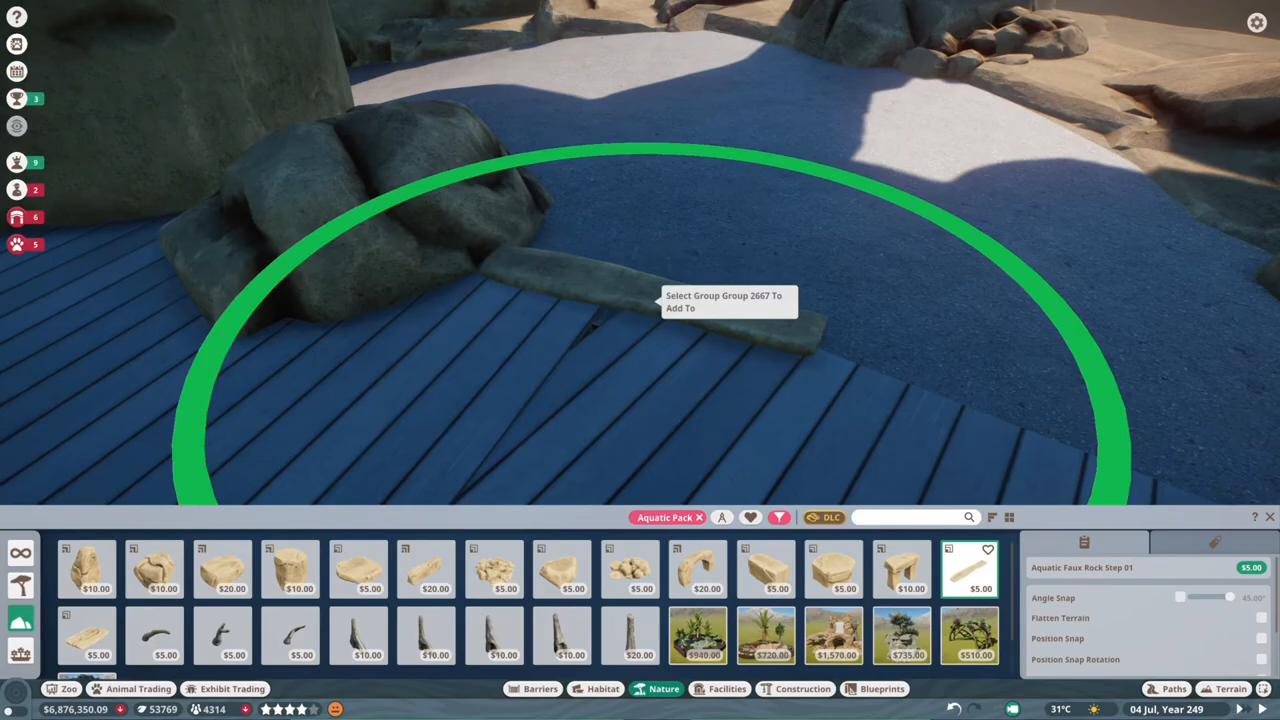 ?
3
9
2
6
5
Select Group Group 2667 To
Add To
Aquatic Pack ×
DLC
? ×
$10.00
$10.00
$20.00
$10.00
$5.00
$20.00
$5.00
$5.00
$5.00
$20.00
$5.00
$5.00
$10.00
$5.00
$5.00
$5.00
$5.00
$5.00
$10.00
$10.00
$10.00
$10.00
$20.00
$940.00
$720.00
$1,570.00
$735.00
$510.00
Aquatic Faux Rock Step 01
$5.00
Angle Snap
45.00°
Flatten Terrain
Position Snap
Position Snap Rotation
Zoo
Animal Trading
Exhibit Trading
Barriers
Habitat
Nature
Facilities
Construction
Blueprints
Paths
Terrain
$6,876,350.09
53769
4314
31°C
04 Jul, Year 249